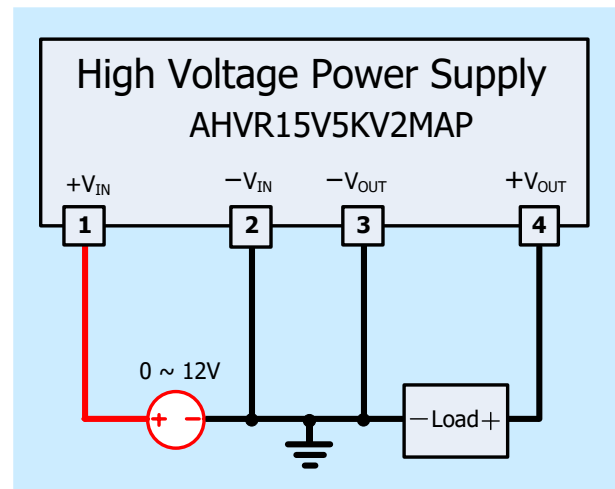 High Voltage Power Supply
AHVR15V5KV2MAP
+VIN −VIN −VOUT +VOUT
1 2 3 4
0 ~ 12V
+ −
−Load+